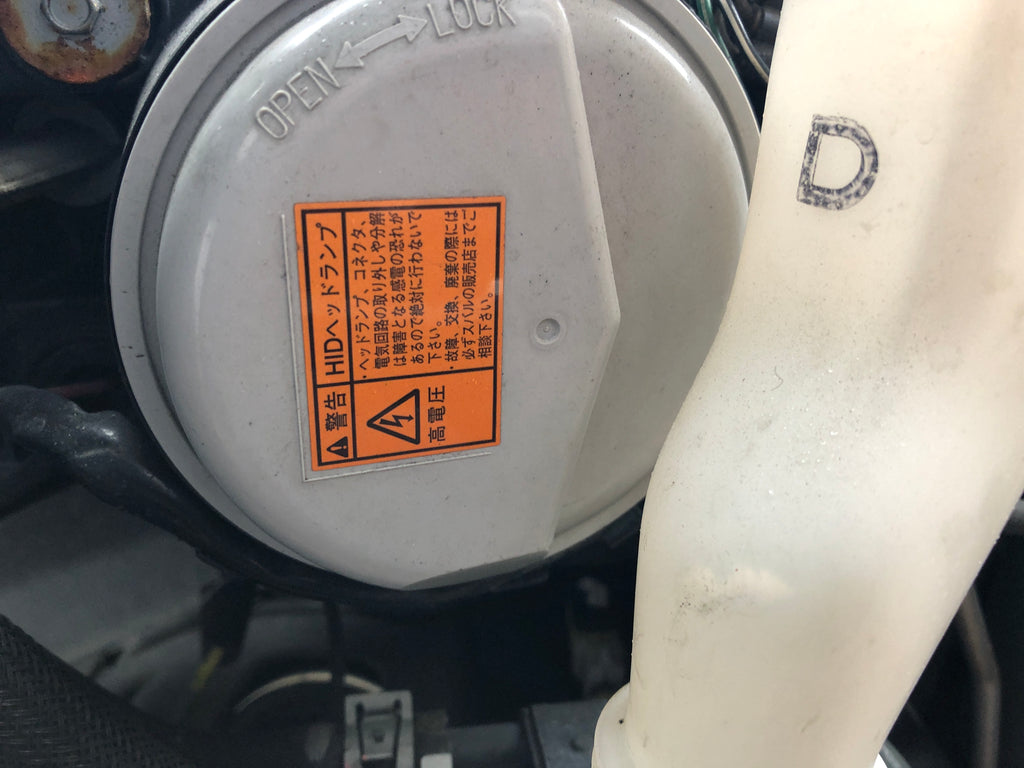 OPEN ⟷ LOCK
⚠警告
HIDヘッドランプ
高電圧
・ヘッドランプ、コネクタ、
電気回路の取り外しや分解
は障害となる感電の恐れが
あるので絶対に行わないで
下さい。
・故障、交換、廃棄の際には
必ずスバルの販売店までご
相談下さい。
D